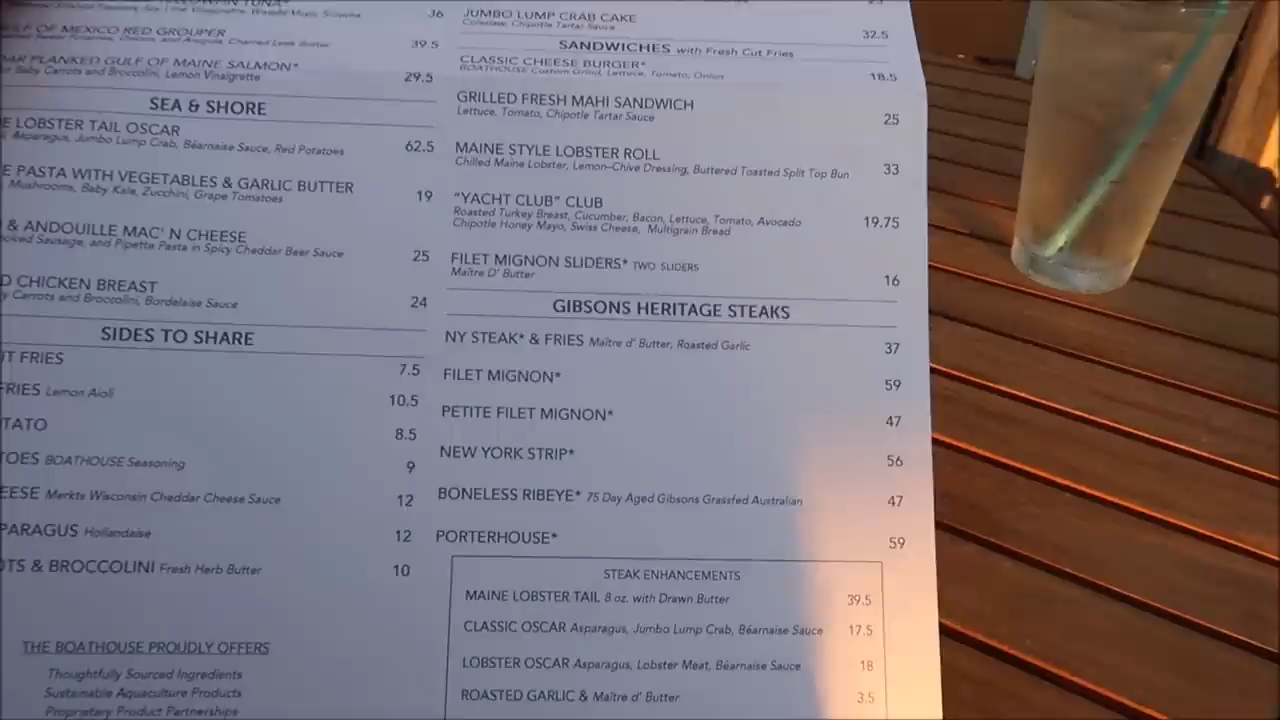 36
OF MEXICO RED GROUPER
39.5
PLANKED GULF OF MAINE SALMON*
Baby Carrots and Broccolini, Lemon Vinaigrette
29.5
SEA & SHORE
LOBSTER TAIL OSCAR
Asparagus, Jumbo Lump Crab, Béarnaise Sauce, Red Potatoes
62.5
PASTA WITH VEGETABLES & GARLIC BUTTER
Mushrooms, Baby Kale, Zucchini, Grape Tomatoes
19
& ANDOUILLE MAC' N CHEESE
Sausage, and Pipette Pasta in Spicy Cheddar Beer Sauce
25
CHICKEN BREAST
Carrots and Broccolini, Bordelaise Sauce
24
SIDES TO SHARE
FRIES
7.5
FRIES Lemon Aioli
10.5
TATO
8.5
TOES BOATHOUSE Seasoning
9
EESE Merkts Wisconsin Cheddar Cheese Sauce
12
PARAGUS Hollandaise
12
OTS & BROCCOLINI Fresh Herb Butter
10
THE BOATHOUSE PROUDLY OFFERS
Thoughtfully Sourced Ingredients
Sustainable Aquaculture Products
Proprietary Product Partnerships
JUMBO LUMP CRAB CAKE
Coleslaw, Chipotle Tartar Sauce
32.5
SANDWICHES with Fresh Cut Fries
CLASSIC CHEESE BURGER*
BOATHOUSE Custom Grind, Lettuce, Tomato, Onion
18.5
GRILLED FRESH MAHI SANDWICH
Lettuce, Tomato, Chipotle Tartar Sauce
25
MAINE STYLE LOBSTER ROLL
Chilled Maine Lobster, Lemon-Chive Dressing, Buttered Toasted Split Top Bun
33
"YACHT CLUB" CLUB
Roasted Turkey Breast, Cucumber, Bacon, Lettuce, Tomato, Avocado
Chipotle Honey Mayo, Swiss Cheese, Multigrain Bread
19.75
FILET MIGNON SLIDERS* TWO SLIDERS
Maître D' Butter
16
GIBSONS HERITAGE STEAKS
NY STEAK* & FRIES Maître d' Butter, Roasted Garlic
37
FILET MIGNON*
59
PETITE FILET MIGNON*
47
NEW YORK STRIP*
56
BONELESS RIBEYE* 75 Day Aged Gibsons Grassfed Australian
47
PORTERHOUSE*
59
STEAK ENHANCEMENTS
MAINE LOBSTER TAIL 8 oz. with Drawn Butter
39.5
CLASSIC OSCAR Asparagus, Jumbo Lump Crab, Béarnaise Sauce
17.5
LOBSTER OSCAR Asparagus, Lobster Meat, Béarnaise Sauce
18
ROASTED GARLIC & Maître d' Butter
3.5